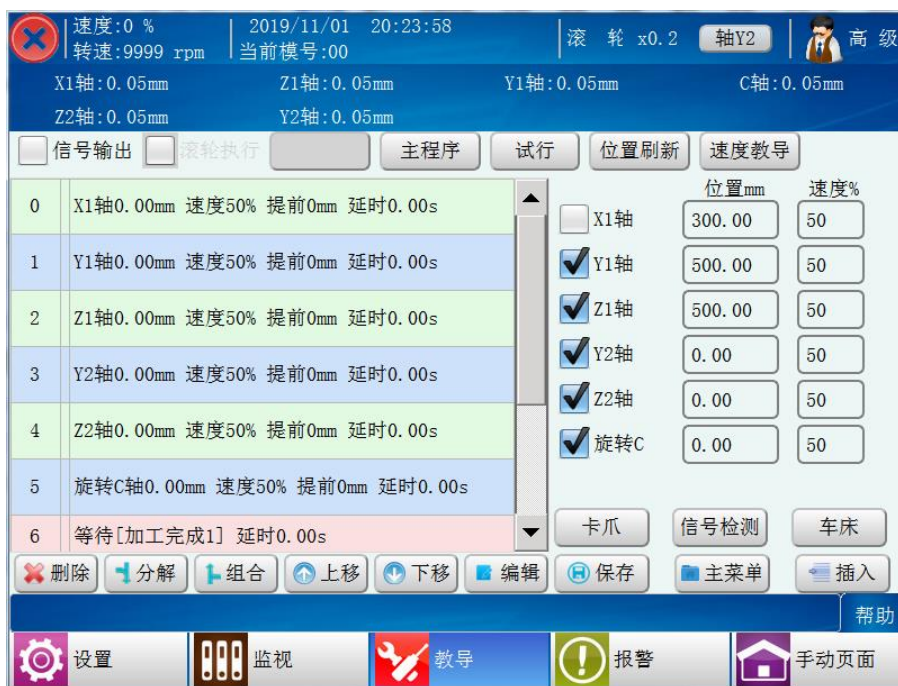 速度:0 % 2019/11/01 20:23:58 滚 轮 x0.2 轴Y2 高 级
转速:9999 rpm 当前模号:00
X1轴:0.05mm Z1轴:0.05mm Y1轴:0.05mm C轴:0.05mm
Z2轴:0.05mm Y2轴:0.05mm
信号输出 滚轮执行 主程序 试行 位置刷新 速度教导
位置mm 速度%
0 X1轴0.00mm 速度50% 提前0mm 延时0.00s
1 Y1轴0.00mm 速度50% 提前0mm 延时0.00s
2 Z1轴0.00mm 速度50% 提前0mm 延时0.00s
3 Y2轴0.00mm 速度50% 提前0mm 延时0.00s
4 Z2轴0.00mm 速度50% 提前0mm 延时0.00s
5 旋转C轴0.00mm 速度50% 提前0mm 延时0.00s
6 等待[加工完成1] 延时0.00s
X1轴 300.00 50
Y1轴 500.00 50
Z1轴 500.00 50
Y2轴 0.00 50
Z2轴 0.00 50
旋转C 0.00 50
卡爪 信号检测 车床
删除 分解 组合 上移 下移 编辑 保存 主菜单 插入
帮助
设置 监视 教导 报警 手动页面